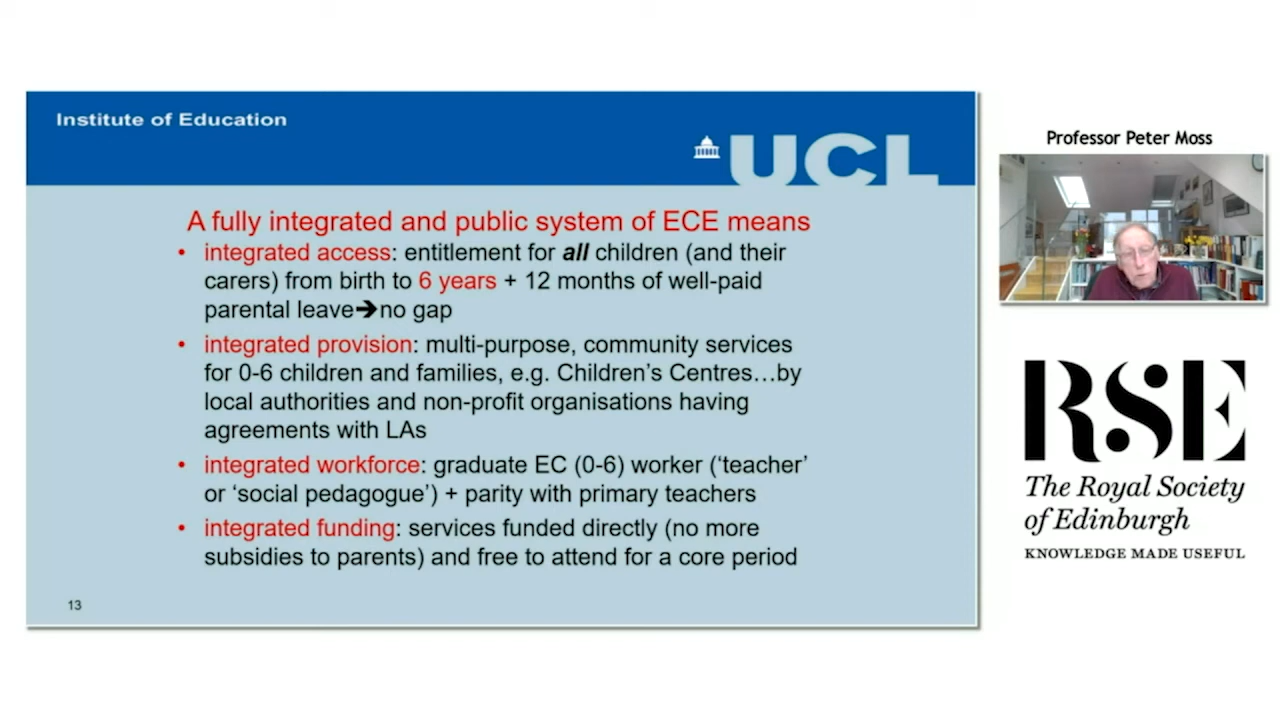 Institute of Education
UCL
A fully integrated and public system of ECE means
• integrated access: entitlement for all children (and their
carers) from birth to 6 years + 12 months of well-paid
parental leave➔no gap
• integrated provision: multi-purpose, community services
for 0-6 children and families, e.g. Children’s Centres…by
local authorities and non-profit organisations having
agreements with LAs
• integrated workforce: graduate EC (0-6) worker (‘teacher’
or ‘social pedagogue’) + parity with primary teachers
• integrated funding: services funded directly (no more
subsidies to parents) and free to attend for a core period
13
Professor Peter Moss
RSE
The Royal Society
of Edinburgh
KNOWLEDGE MADE USEFUL